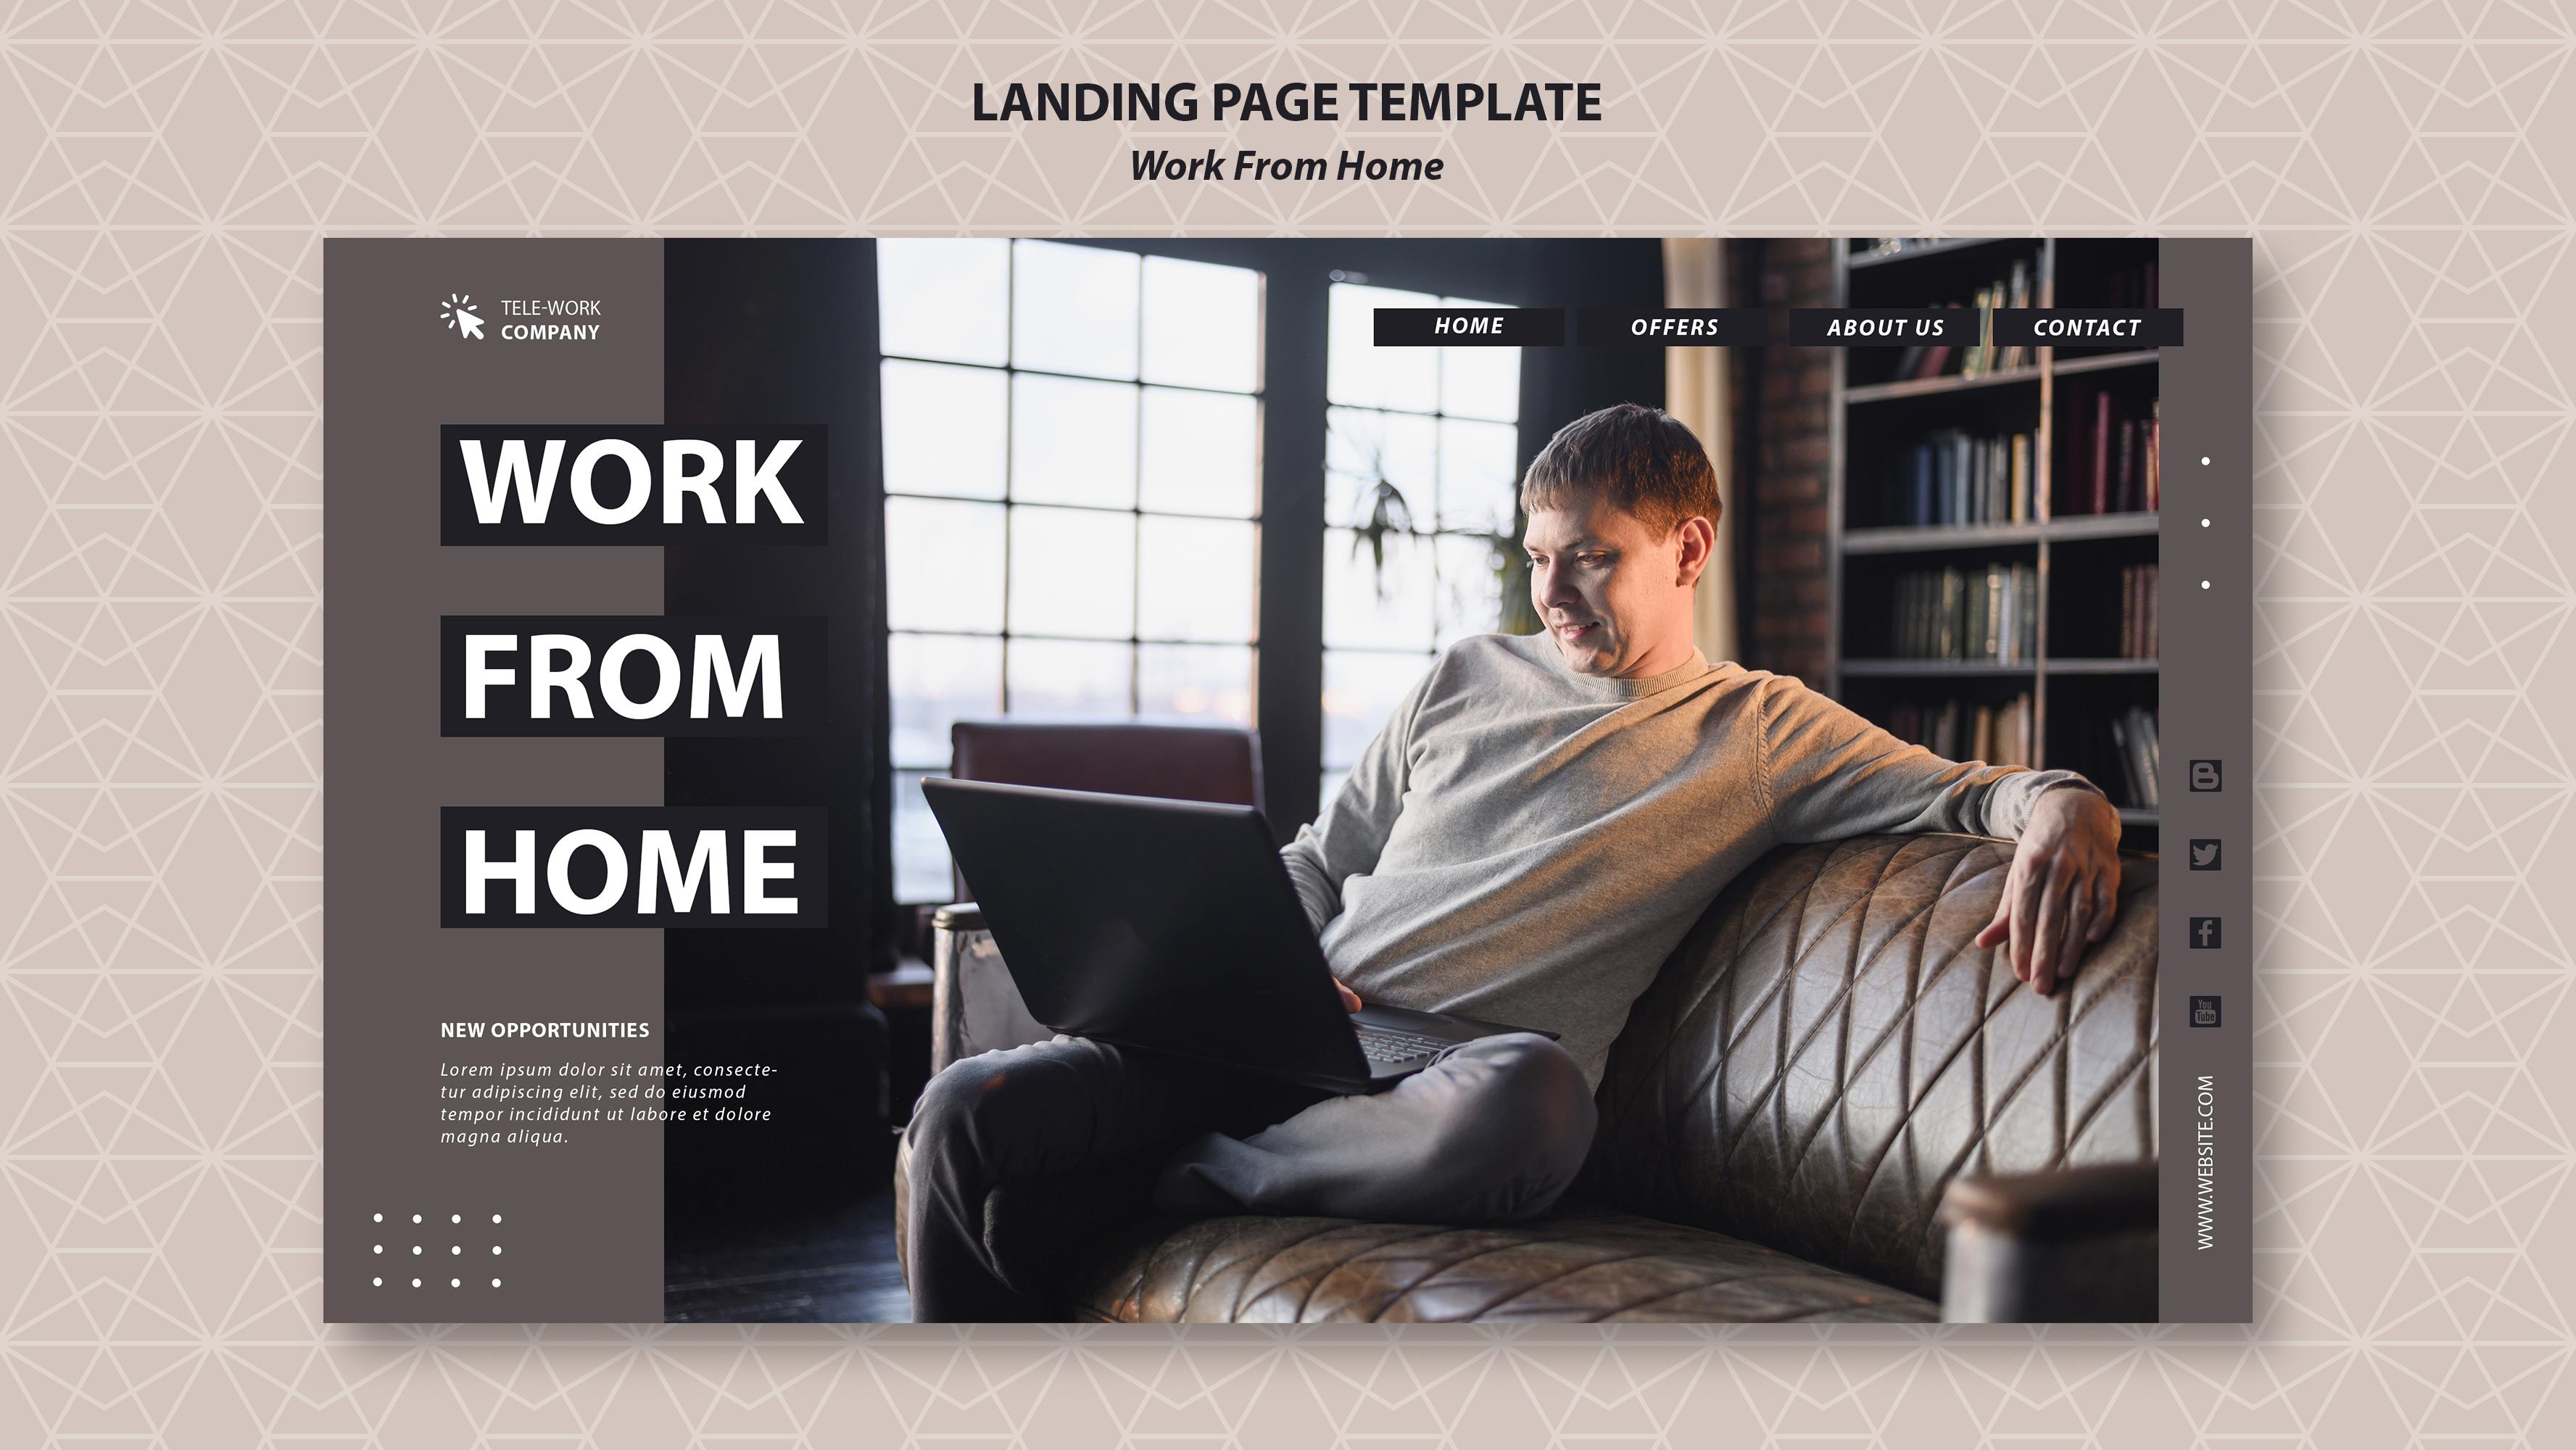 LANDING PAGE TEMPLATE
Work From Home
TELE-WORK
COMPANY
HOME
OFFERS
ABOUT US
CONTACT
WORK
FROM
HOME
NEW OPPORTUNITIES
Lorem ipsum dolor sit amet, consecte-
tur adipiscing elit, sed do eiusmod
tempor incididunt ut labore et dolore
magna aliqua.
You
Tube
WWW.WEBSITE.COM